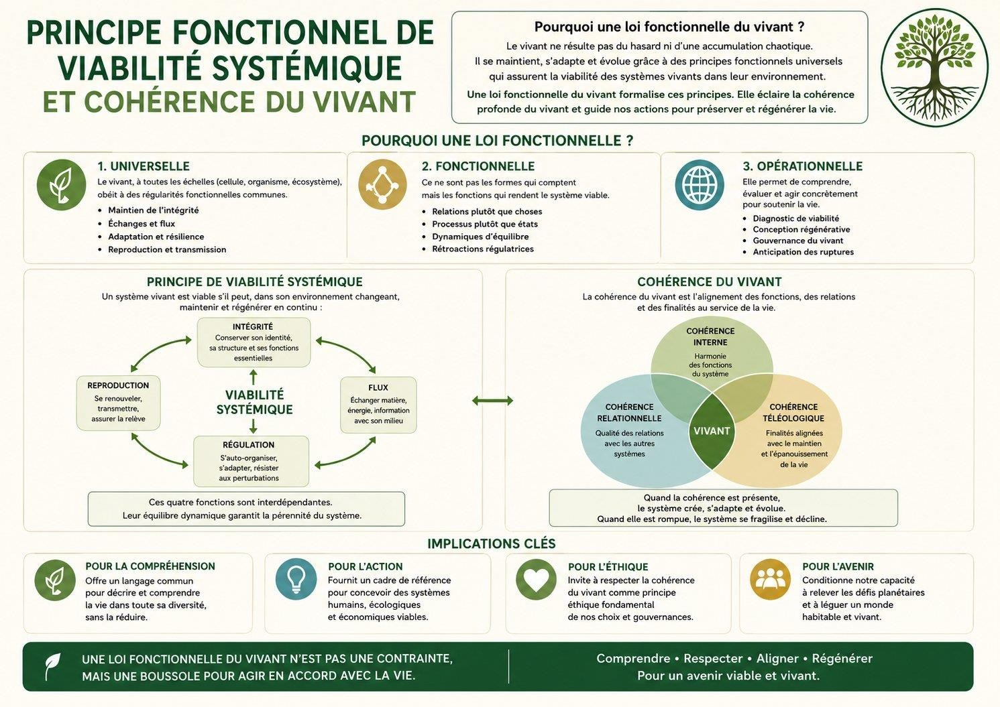 PRINCIPE FONCTIONNEL DE
VIABILITÉ SYSTÉMIQUE
ET COHÉRENCE DU VIVANT
Pourquoi une loi fonctionnelle du vivant ?
Le vivant ne résulte pas du hasard ni d'une accumulation chaotique.
Il se maintient, s'adapte et évolue grâce à des principes fonctionnels universels
qui assurent la viabilité des systèmes vivants dans leur environnement.
Une loi fonctionnelle du vivant formalise ces principes. Elle éclaire la cohérence
profonde du vivant et guide nos actions pour préserver et régénérer la vie.
POURQUOI UNE LOI FONCTIONNELLE ?
1. UNIVERSELLE
Le vivant, à toutes les échelles (cellule, organisme, écosystème),
obéit à des régularités fonctionnelles communes.
• Maintien de l'intégrité
• Échanges et flux
• Adaptation et résilience
• Reproduction et transmission
2. FONCTIONNELLE
Ce ne sont pas les formes qui comptent
mais les fonctions qui rendent le système viable.
• Relations plutôt que choses
• Processus plutôt que états
• Dynamiques d'équilibre
• Rétroactions régulatrices
3. OPÉRATIONNELLE
Elle permet de comprendre,
évaluer et agir concrètement
pour soutenir la vie.
• Diagnostic de viabilité
• Conception régénérative
• Gouvernance du vivant
• Anticipation des ruptures
PRINCIPE DE VIABILITÉ SYSTÉMIQUE
Un système vivant est viable s'il peut, dans son environnement changeant,
maintenir et régénérer en continu :
INTÉGRITÉ
Conserver son identité,
sa structure et ses fonctions
essentielles
REPRODUCTION
Se renouveler,
transmettre,
assurer la relève
VIABILITÉ
SYSTÉMIQUE
FLUX
Échanger matière,
énergie, information
avec son milieu
RÉGULATION
S'auto-organiser,
s'adapter, résister
aux perturbations
Ces quatre fonctions sont interdépendantes.
Leur équilibre dynamique garantit la pérennité du système.
COHÉRENCE DU VIVANT
La cohérence du vivant est l'alignement des fonctions, des relations
et des finalités au service de la vie.
COHÉRENCE
INTERNE
Harmonie
des fonctions
du système
COHÉRENCE
RELATIONNELLE
Qualité des relations
avec les autres
systèmes
VIVANT
COHÉRENCE
TÉLÉOLOGIQUE
Finalités alignées
avec le maintien
et l'épanouissement
de la vie
Quand la cohérence est présente,
le système crée, s'adapte et évolue.
Quand elle est rompue, le système se fragilise et décline.
IMPLICATIONS CLÉS
POUR LA COMPRÉHENSION
Offre un langage commun
pour décrire et comprendre
la vie dans toute sa diversité,
sans la réduire.
POUR L'ACTION
Fournit un cadre de référence
pour concevoir des systèmes
humains, écologiques
et économiques viables.
POUR L'ÉTHIQUE
Invite à respecter la cohérence
du vivant comme principe
éthique fondamental
de nos choix et gouvernances.
POUR L'AVENIR
Conditionne notre capacité
à relever les défis planétaires
et à léguer un monde
habitable et vivant.
UNE LOI FONCTIONNELLE DU VIVANT N'EST PAS UNE CONTRAINTE,
MAIS UNE BOUSSOLE POUR AGIR EN ACCORD AVEC LA VIE.
Comprendre • Respecter • Aligner • Régénérer
Pour un avenir viable et vivant.